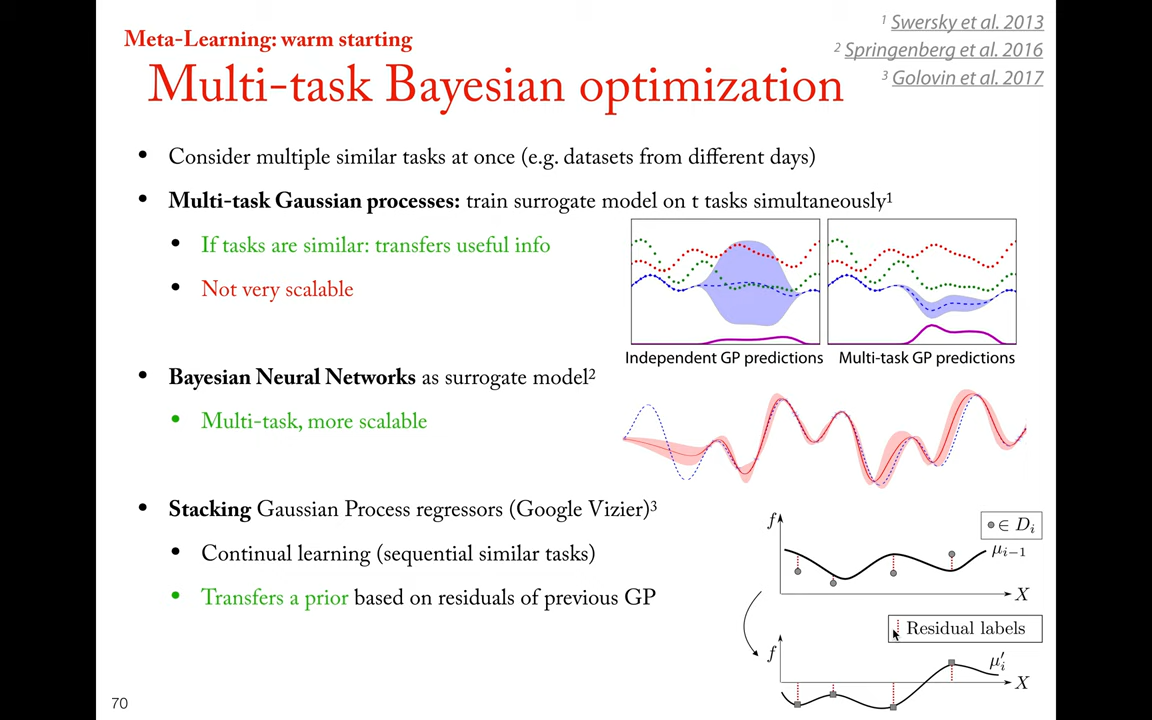 Meta-Learning: warm starting
¹ Swersky et al. 2013
² Springenberg et al. 2016
³ Golovin et al. 2017
Multi-task Bayesian optimization
• Consider multiple similar tasks at once (e.g. datasets from different days)
• Multi-task Gaussian processes: train surrogate model on t tasks simultaneously¹
• If tasks are similar: transfers useful info
• Not very scalable
Independent GP predictions
Multi-task GP predictions
• Bayesian Neural Networks as surrogate model²
• Multi-task, more scalable
• Stacking Gaussian Process regressors (Google Vizier)³
• Continual learning (sequential similar tasks)
• Transfers a prior based on residuals of previous GP
f
∈ Dᵢ
μᵢ₋₁
X
Residual labels
f
μ′ᵢ
X
70